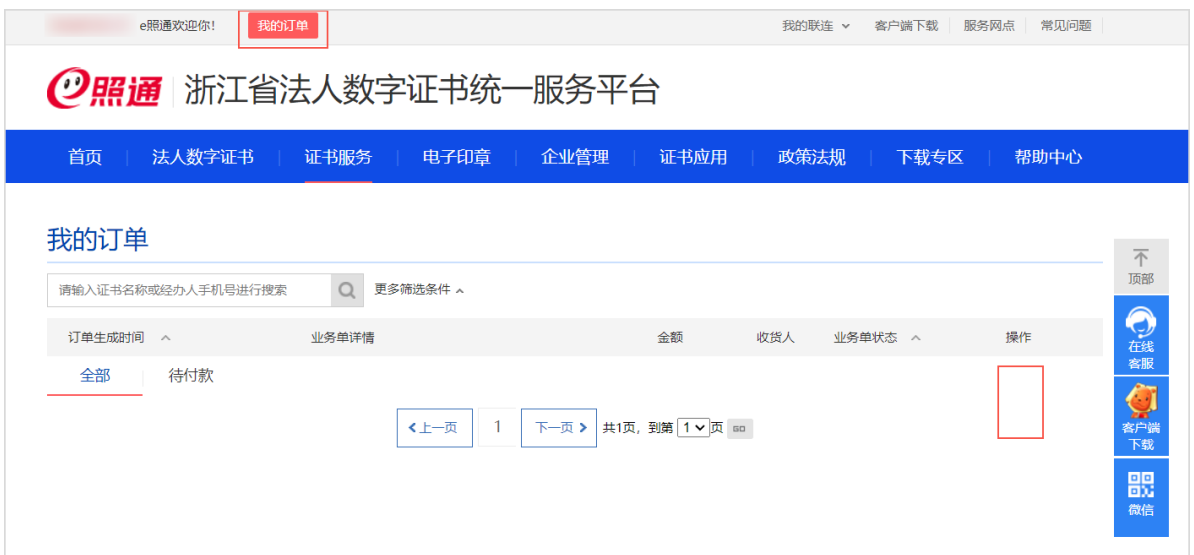 e照通欢迎你! 我的订单 我的联连 客户端下载 服务网点 常见问题
e照通 浙江省法人数字证书统一服务平台
首页 法人数字证书 证书服务 电子印章 企业管理 证书应用 政策法规 下载专区 帮助中心
我的订单
请输入证书名称或经办人手机号进行搜索 更多筛选条件
订单生成时间 业务单详情 金额 收货人 业务单状态 操作
全部 待付款
上一页 1 下一页 共1页, 到第 1 页 GO
顶部
在线
客服
客户端
下载
微信